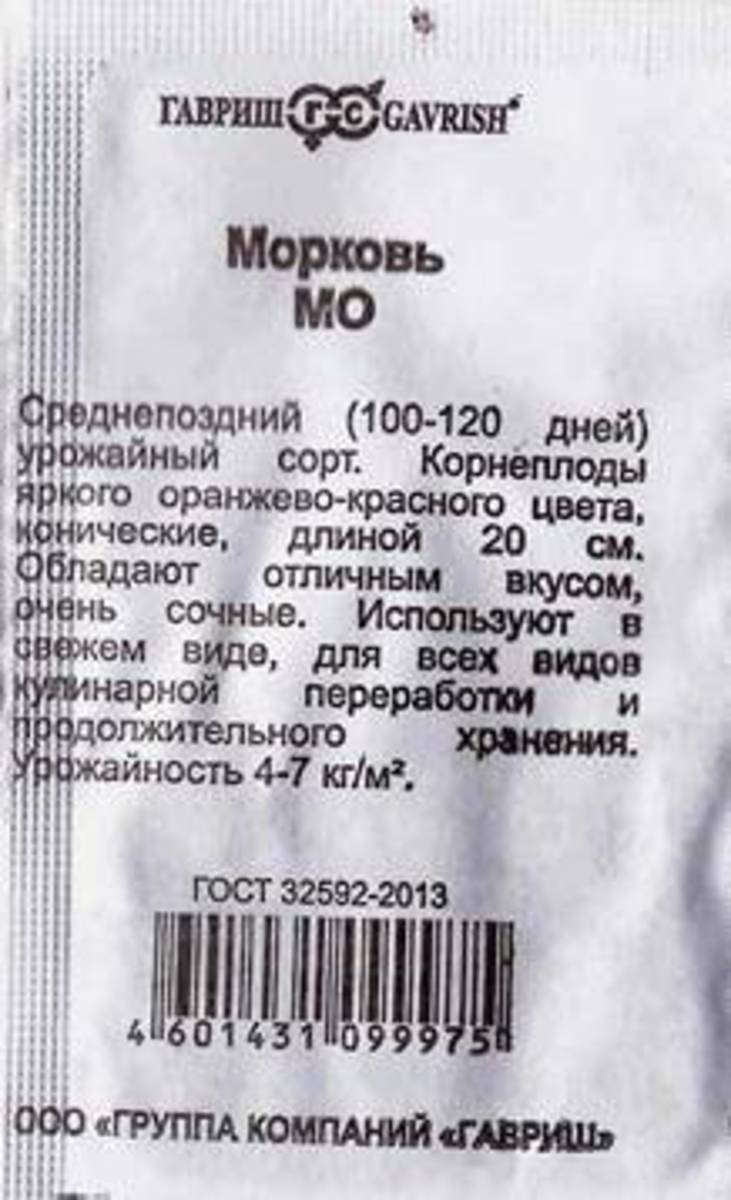 ГАВРИШ ГС GAVRISH
Морковь
МО
Среднепоздний (100-120 дней)
урожайный сорт. Корнеплоды
яркого оранжево-красного цвета,
конические, длиной 20 см.
Обладают отличным вкусом,
очень сочные. Используют в
свежем виде, для всех видов
кулинарной переработки и
продолжительного хранения.
Урожайность 4-7 кг/м².
ГОСТ 32592-2013
4 601431 099975
ООО «ГРУППА КОМПАНИЙ «ГАВРИШ»